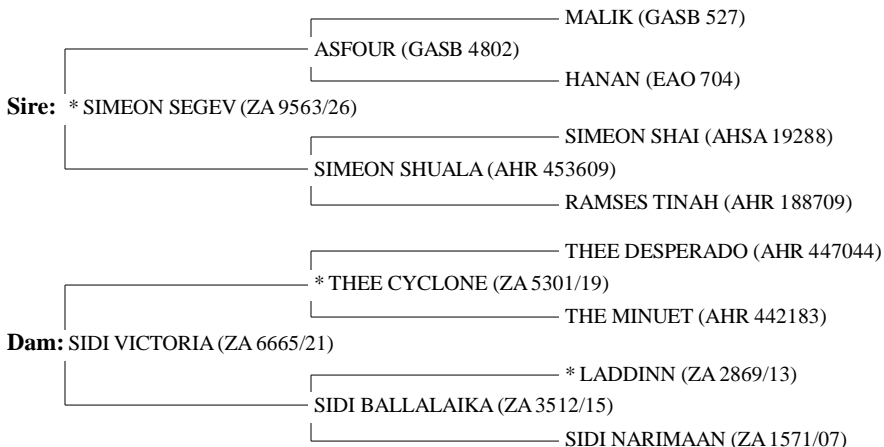 MALIK (GASB 527)
ASFOUR (GASB 4802)
HANAN (EAO 704)
Sire: * SIMEON SEGEV (ZA 9563/26)
SIMEON SHAI (AHSA 19288)
SIMEON SHUALA (AHR 453609)
RAMSES TINAH (AHR 188709)
THEE DESPERADO (AHR 447044)
* THEE CYCLONE (ZA 5301/19)
THE MINUET (AHR 442183)
Dam: SIDI VICTORIA (ZA 6665/21)
* LADDINN (ZA 2869/13)
SIDI BALLALAIKA (ZA 3512/15)
SIDI NARIMAAN (ZA 1571/07)